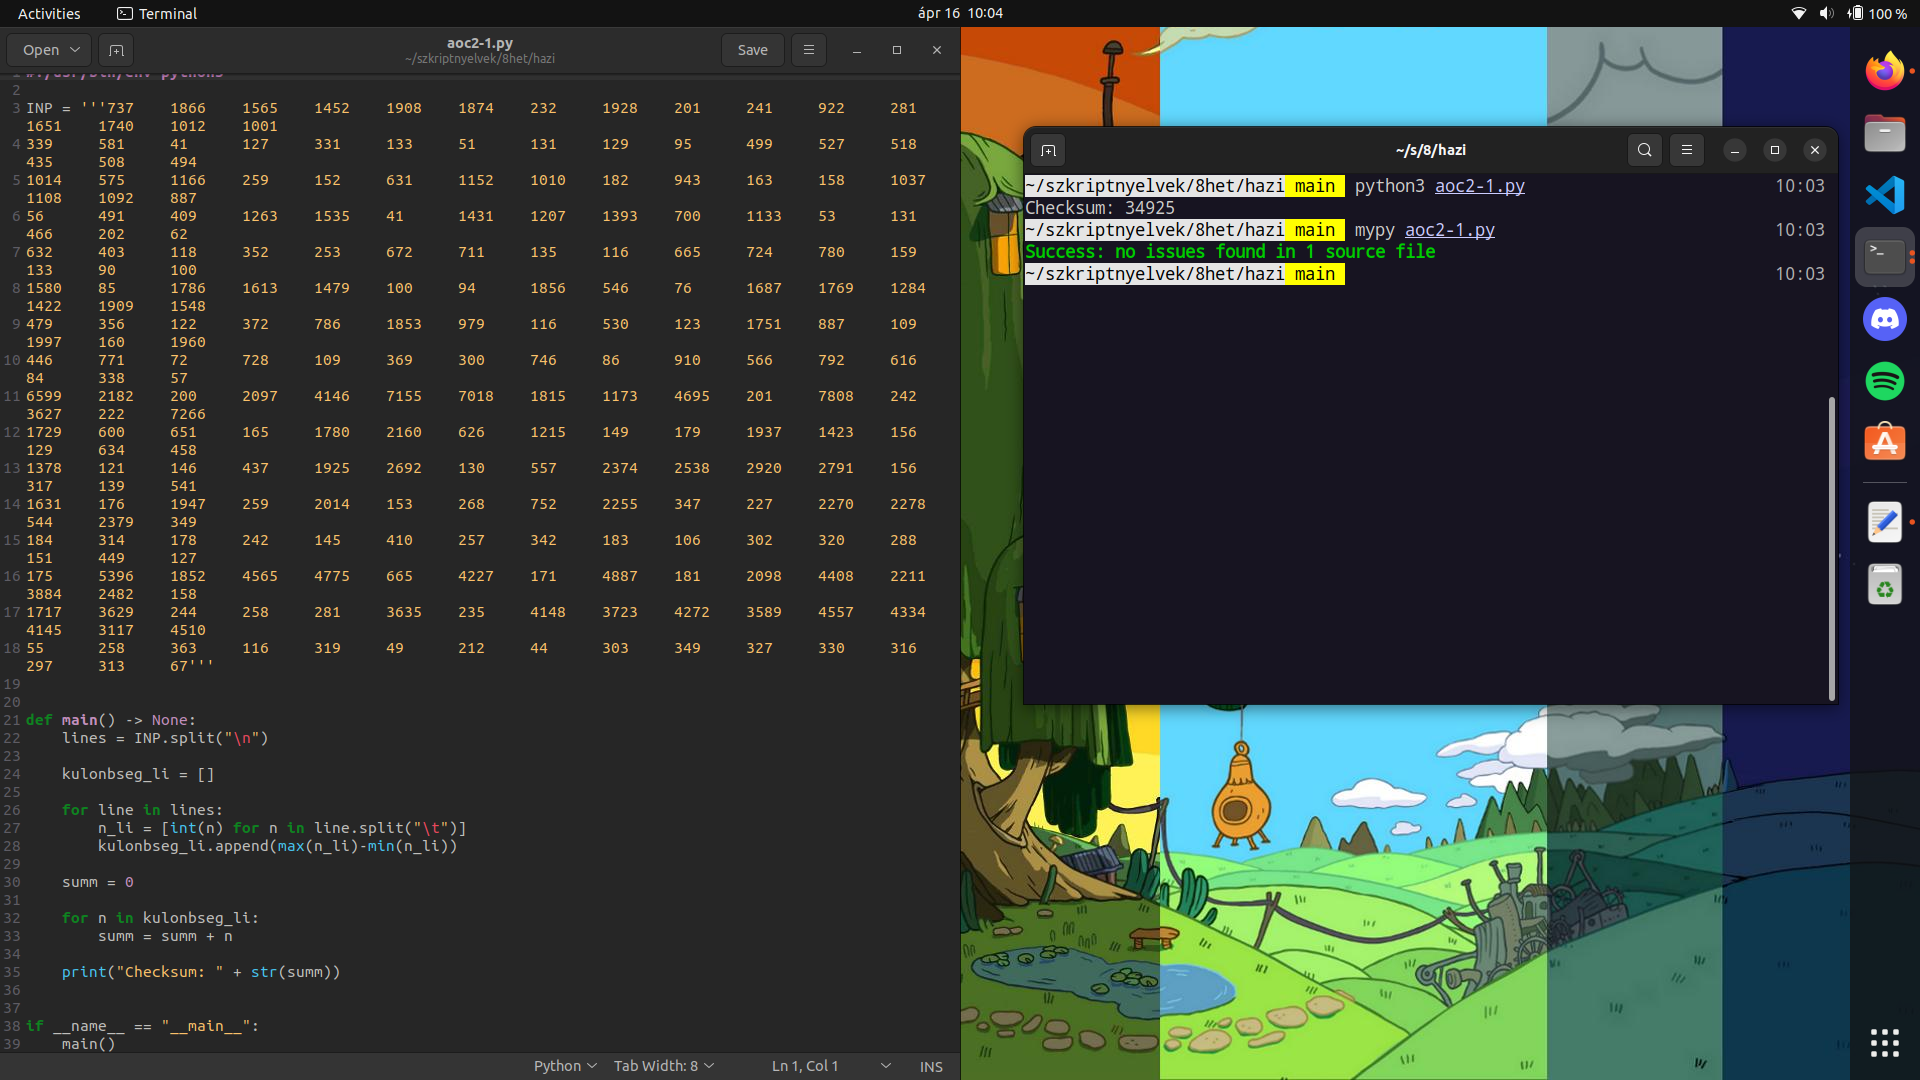 Activities Terminal ápr 16 10:04 100 %
Open aoc2-1.py Save
~/szkriptnyelvek/8het/hazi
1 #!/usr/bin/env python3
2
3 INP = '''737 1866 1565 1452 1908 1874 232 1928 201 241 922 281
1651 1740 1012 1001
4 339 581 41 127 331 133 51 131 129 95 499 527 518
435 508 494
5 1014 575 1166 259 152 631 1152 1010 182 943 163 158 1037
1108 1092 887
6 56 491 409 1263 1535 41 1431 1207 1393 700 1133 53 131
466 202 62
7 632 403 118 352 253 672 711 135 116 665 724 780 159
133 90 100
8 1580 85 1786 1613 1479 100 94 1856 546 76 1687 1769 1284
1422 1909 1548
9 479 356 122 372 786 1853 979 116 530 123 1751 887 109
1997 160 1960
10 446 771 72 728 109 369 300 746 86 910 566 792 616
84 338 57
11 6599 2182 200 2097 4146 7155 7018 1815 1173 4695 201 7808 242
3627 222 7266
12 1729 600 651 165 1780 2160 626 1215 149 179 1937 1423 156
129 634 458
13 1378 121 146 437 1925 2692 130 557 2374 2538 2920 2791 156
317 139 541
14 1631 176 1947 259 2014 153 268 752 2255 347 227 2270 2278
544 2379 349
15 184 314 178 242 145 410 257 342 183 106 302 320 288
151 449 127
16 175 5396 1852 4565 4775 665 4227 171 4887 181 2098 4408 2211
3884 2482 158
17 1717 3629 244 258 281 3635 235 4148 3723 4272 3589 4557 4334
4145 3117 4510
18 55 258 363 116 319 49 212 44 303 349 327 330 316
297 313 67'''
19
20
21 def main() -> None:
22 lines = INP.split("\n")
23
24 kulonbseg_li = []
25
26 for line in lines:
27 n_li = [int(n) for n in line.split("\t")]
28 kulonbseg_li.append(max(n_li)-min(n_li))
29
30 summ = 0
31
32 for n in kulonbseg_li:
33 summ = summ + n
34
35 print("Checksum: " + str(summ))
36
37
38 if __name__ == "__main__":
39 main()
Python Tab Width: 8 Ln 1, Col 1 INS
~/s/8/hazi
~/szkriptnyelvek/8het/hazi main python3 aoc2-1.py 10:03
Checksum: 34925
~/szkriptnyelvek/8het/hazi main mypy aoc2-1.py 10:03
Success: no issues found in 1 source file
~/szkriptnyelvek/8het/hazi main 10:03